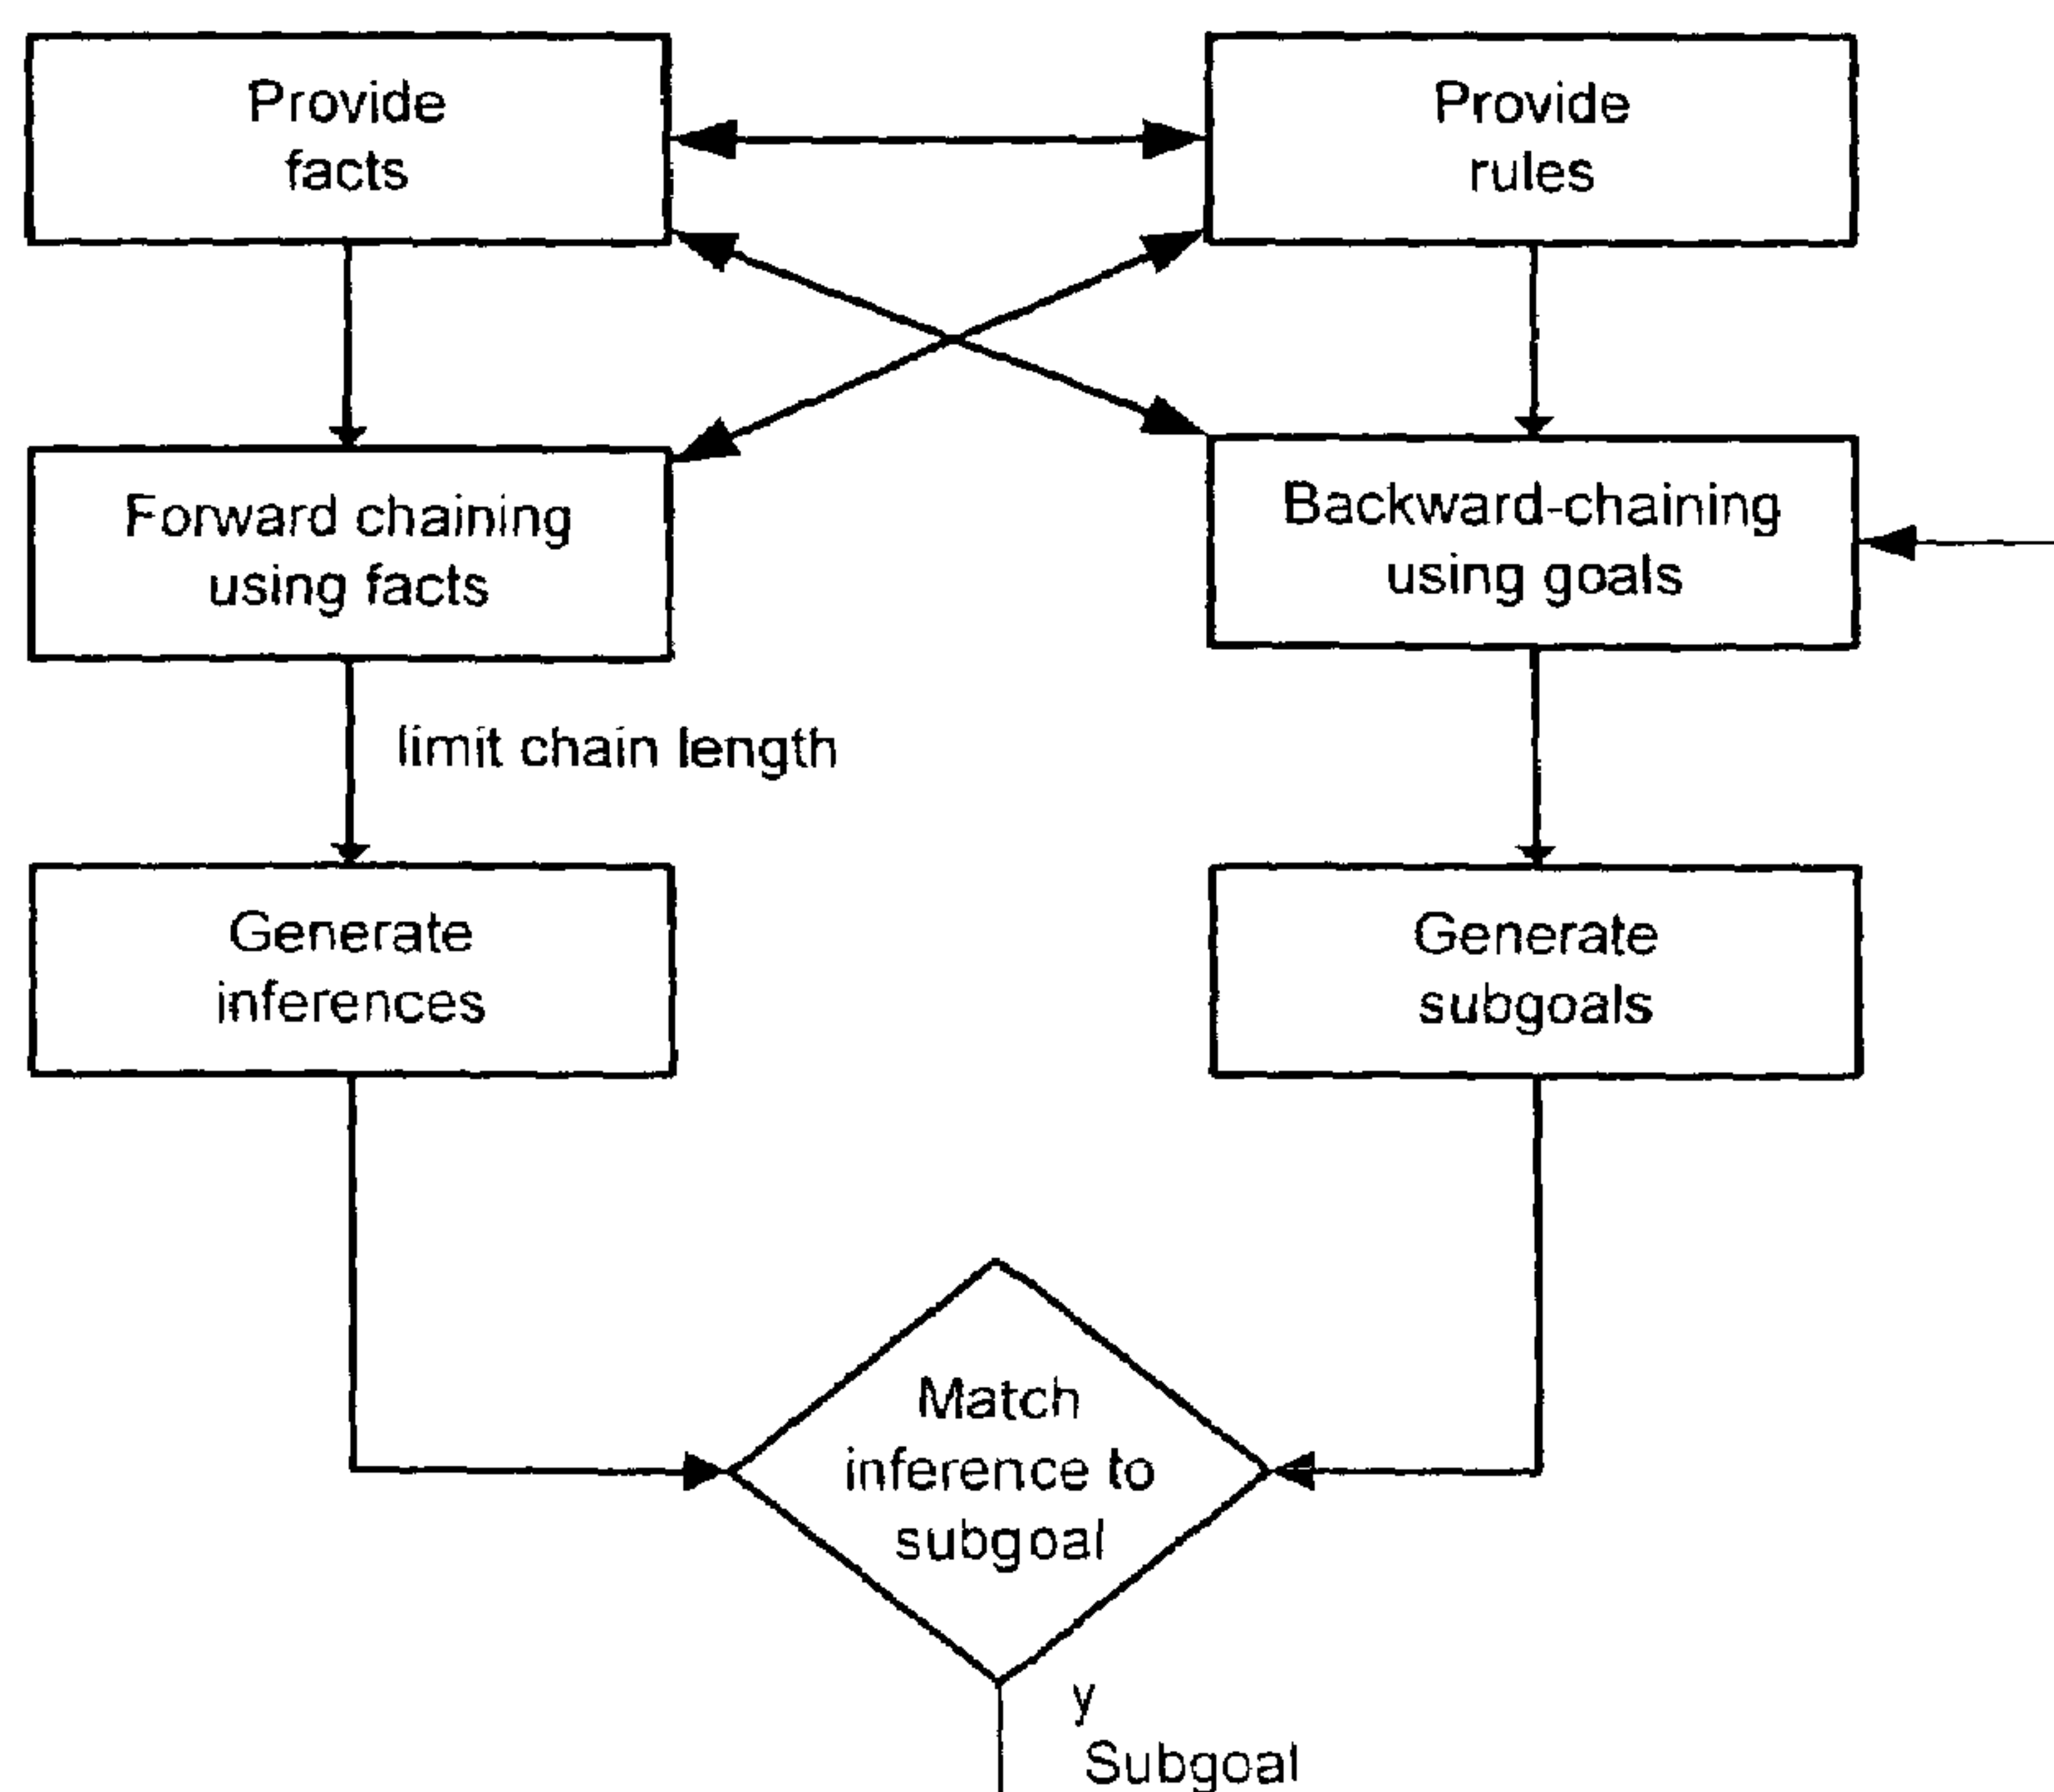 Provide
facts
Provide
rules
Forward chaining
using facts
Backward-chaining
using goals
limit chain length
Generate
inferences
Generate
subgoals
Match
inference to
subgoal
y
Subgoal